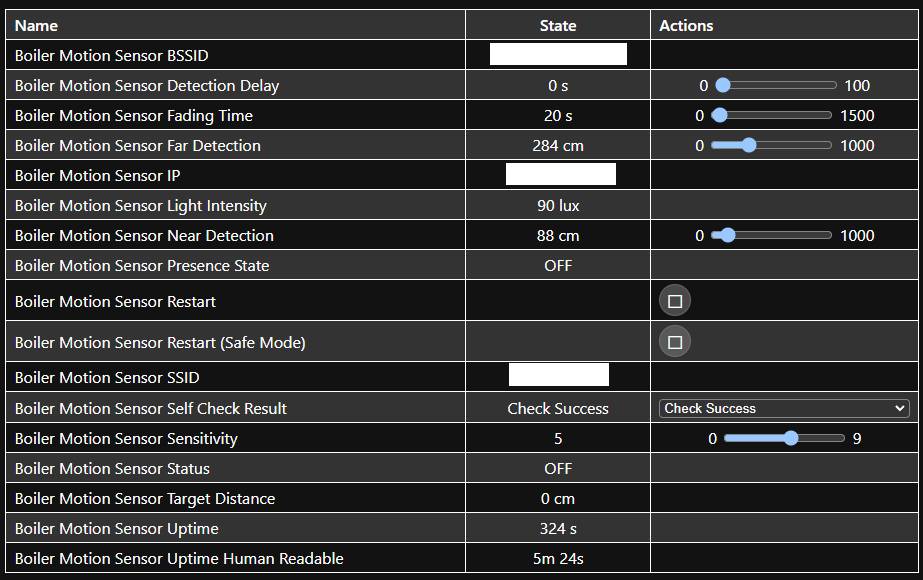 Name State Actions
Boiler Motion Sensor BSSID
Boiler Motion Sensor Detection Delay 0 s 0 100
Boiler Motion Sensor Fading Time 20 s 0 1500
Boiler Motion Sensor Far Detection 284 cm 0 1000
Boiler Motion Sensor IP
Boiler Motion Sensor Light Intensity 90 lux
Boiler Motion Sensor Near Detection 88 cm 0 1000
Boiler Motion Sensor Presence State OFF
Boiler Motion Sensor Restart
Boiler Motion Sensor Restart (Safe Mode)
Boiler Motion Sensor SSID
Boiler Motion Sensor Self Check Result Check Success Check Success
Boiler Motion Sensor Sensitivity 5 0 9
Boiler Motion Sensor Status OFF
Boiler Motion Sensor Target Distance 0 cm
Boiler Motion Sensor Uptime 324 s
Boiler Motion Sensor Uptime Human Readable 5m 24s